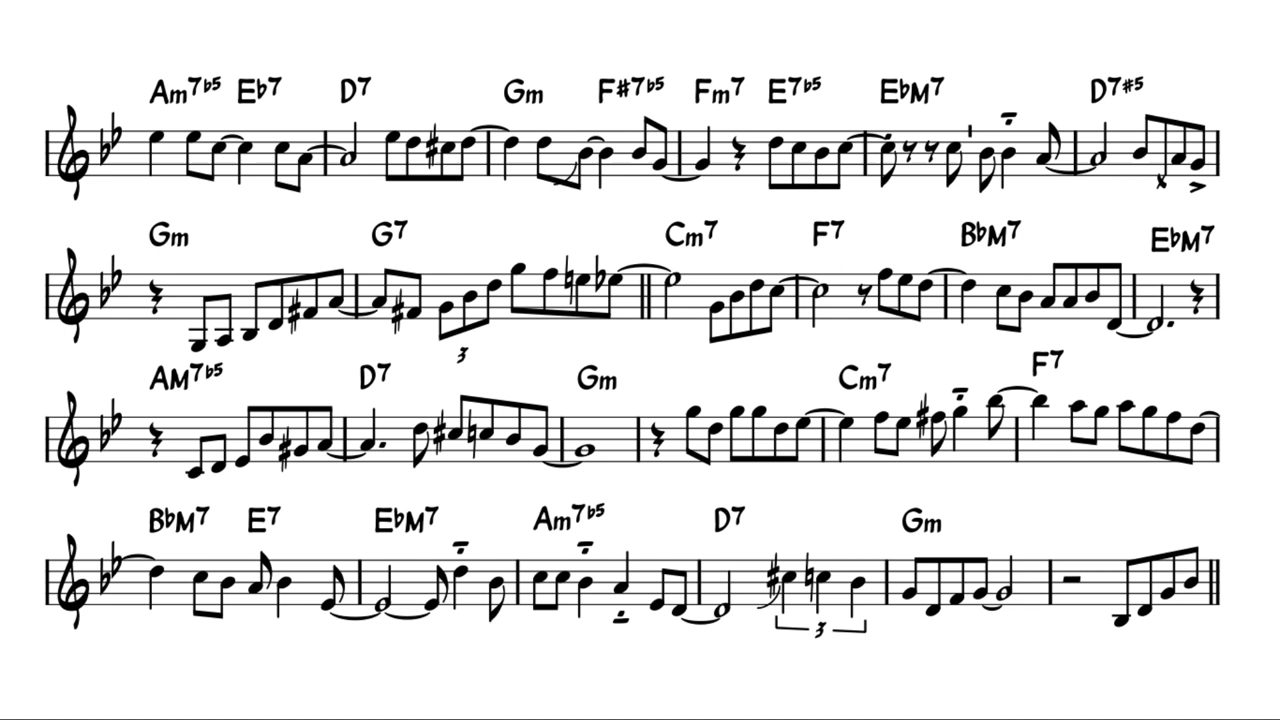 Am7b5 Eb7 D7 Gm F#7b5 Fm7 E7b5 EbM7 D7#5
Gm G7 Cm7 F7 BbM7 EbM7
3
AM7b5 D7 Gm Cm7 F7
BbM7 E7 EbM7 Am7b5 D7 Gm
3